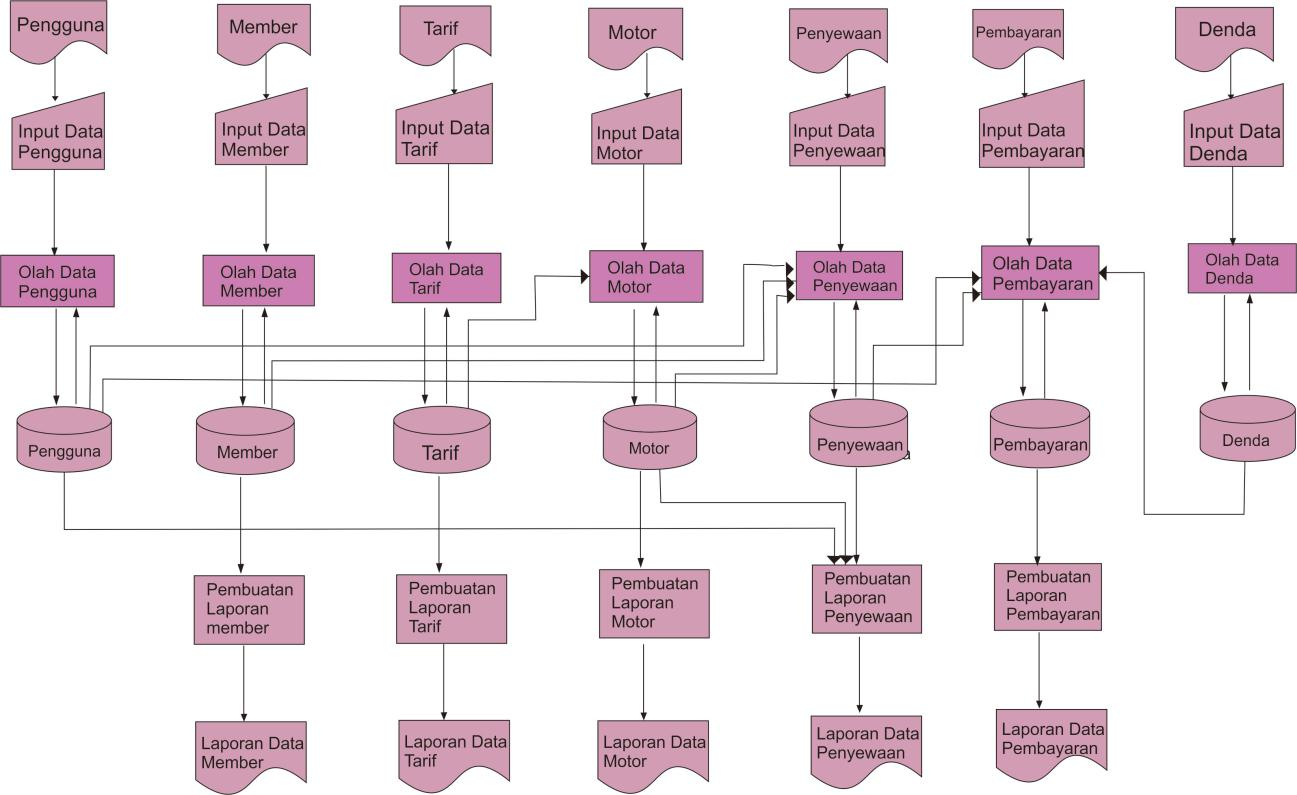 Pengguna
Member
Tarif
Motor
Penyewaan
Pembayaran
Denda
Input Data
Pengguna
Input Data
Member
Input Data
Tarif
Input Data
Motor
Input Data
Penyewaan
Input Data
Pembayaran
Input Data
Denda
Olah Data
Pengguna
Olah Data
Member
Olah Data
Tarif
Olah Data
Motor
Olah Data
Penyewaan
Olah Data
Pembayaran
Olah Data
Denda
Pengguna
Member
Tarif
Motor
Penyewaan
Pembayaran
Denda
Pembuatan
Laporan
member
Pembuatan
Laporan
Tarif
Pembuatan
Laporan
Motor
Pembuatan
Laporan
Penyewaan
Pembuatan
Laporan
Pembayaran
Laporan Data
Member
Laporan Data
Tarif
Laporan Data
Motor
Laporan Data
Penyewaan
Laporan Data
Pembayaran